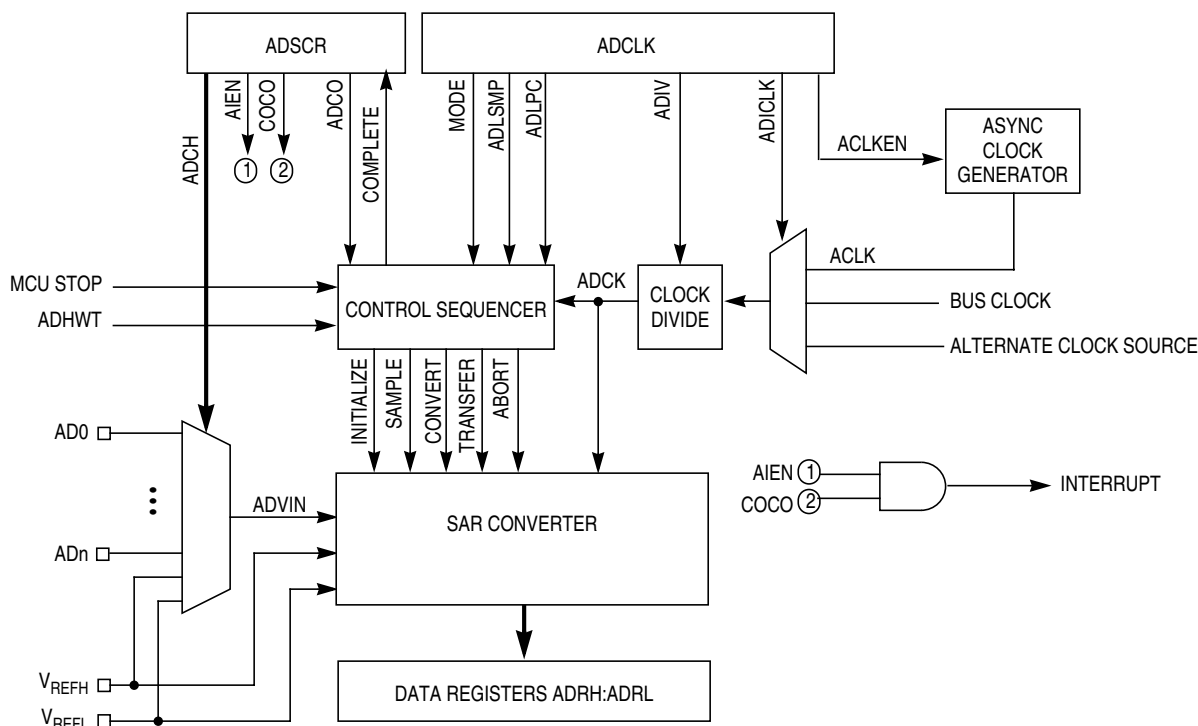 ADSCR
ADCLK
ADCH
AIEN
COCO
ADCO
COMPLETE
MODE
ADLSMP
ADLPC
ADIV
ADICLK
ACLKEN
ASYNC
CLOCK
GENERATOR
1
2
MCU STOP
ADHWT
CONTROL SEQUENCER
ADCK
CLOCK
DIVIDE
ACLK
BUS CLOCK
ALTERNATE CLOCK SOURCE
INITIALIZE
SAMPLE
CONVERT
TRANSFER
ABORT
AD0
•••
ADn
ADVIN
SAR CONVERTER
AIEN 1
COCO 2
INTERRUPT
VREFH
VREFL
DATA REGISTERS ADRH:ADRL